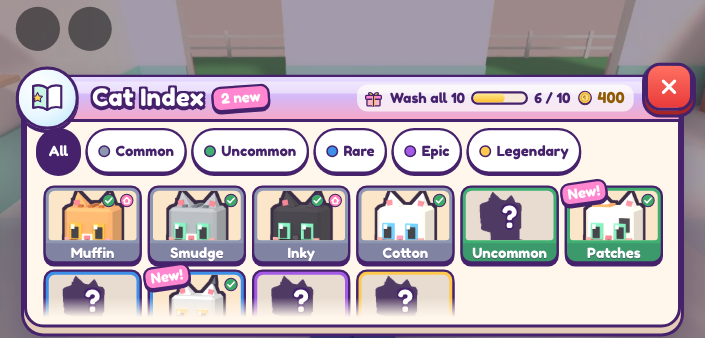 Cat Index
2 new
Wash all 10
6 / 10
400
All
Common
Uncommon
Rare
Epic
Legendary
Muffin
Smudge
Inky
Cotton
?
Uncommon
New!
Patches
?
New!
?
?